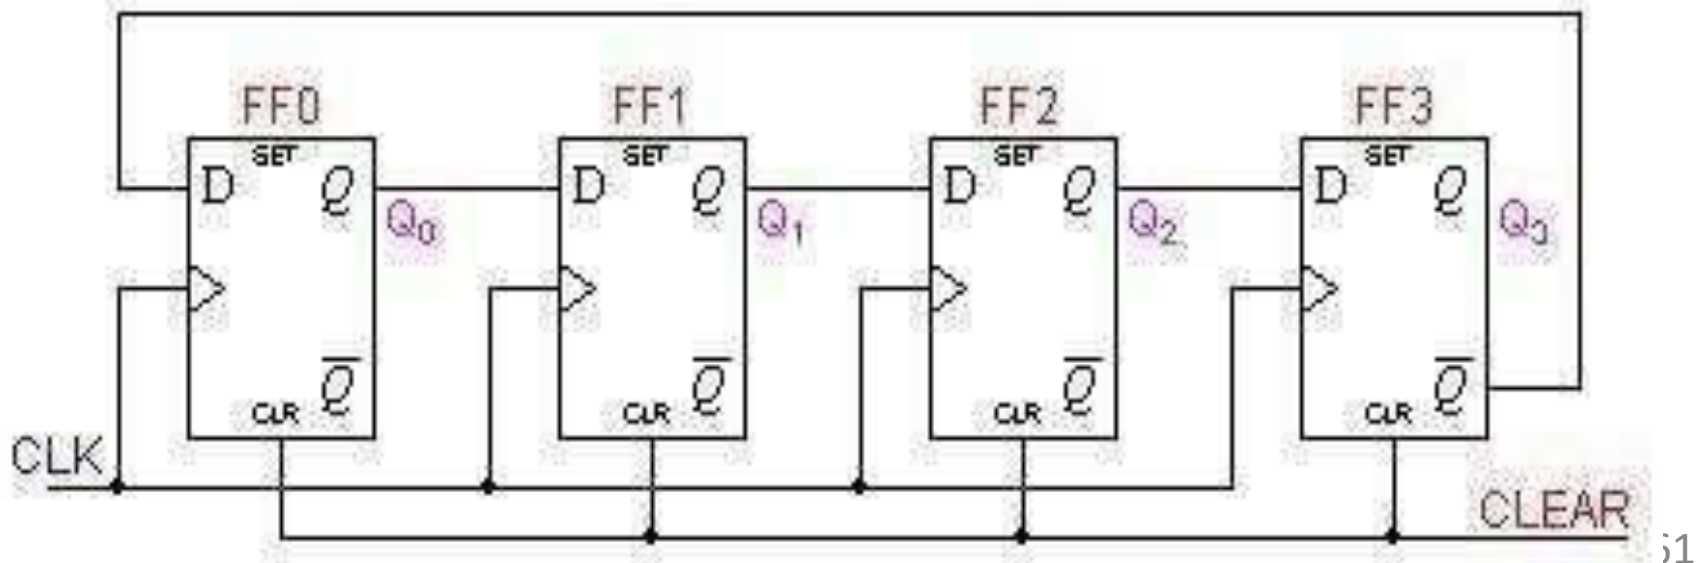 FF0 FF1 FF2 FF3
SET SET SET SET
D Q D Q D Q D Q
Q0 Q1 Q2 Q3
Q̅ Q̅ Q̅ Q̅
CLR CLR CLR CLR
CLK
CLEAR